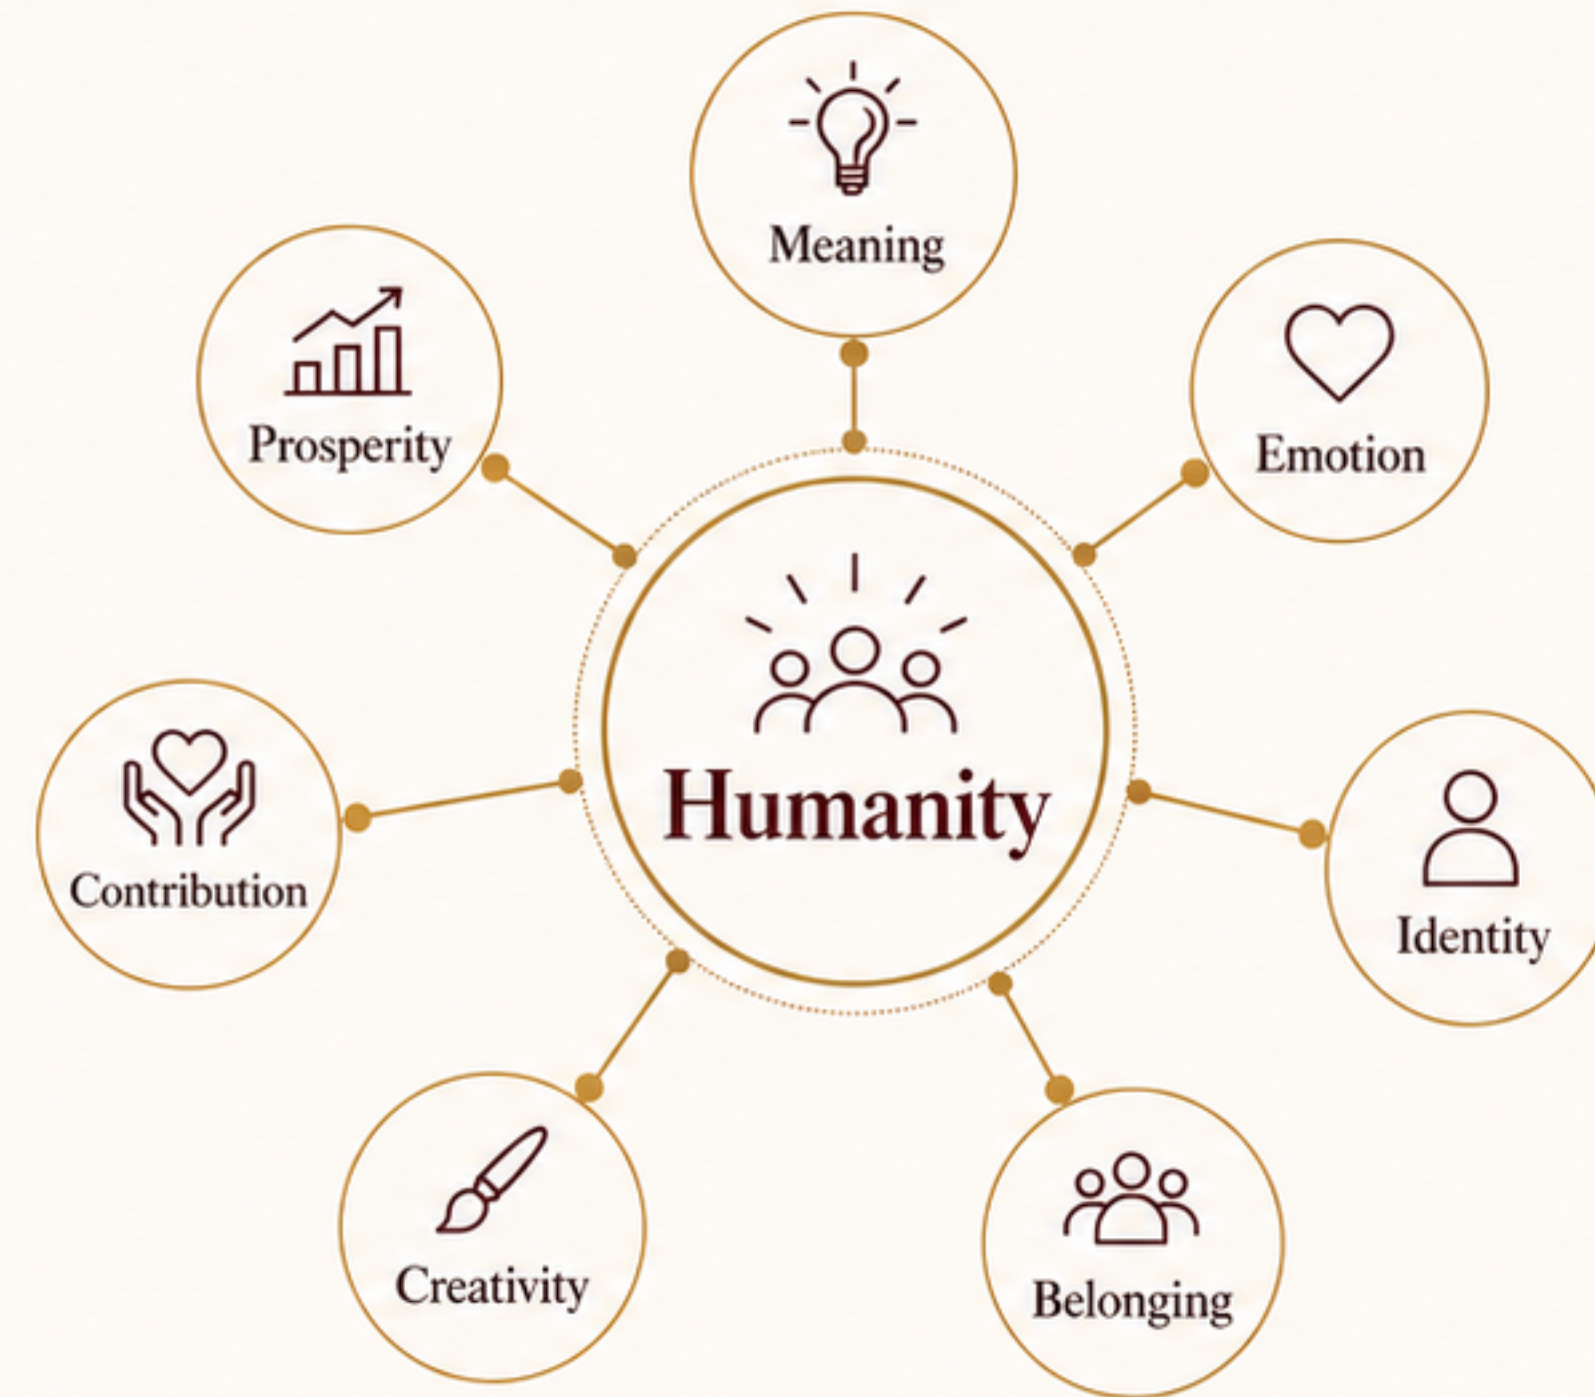 Meaning
Prosperity
Emotion
Humanity
Contribution
Identity
Creativity
Belonging